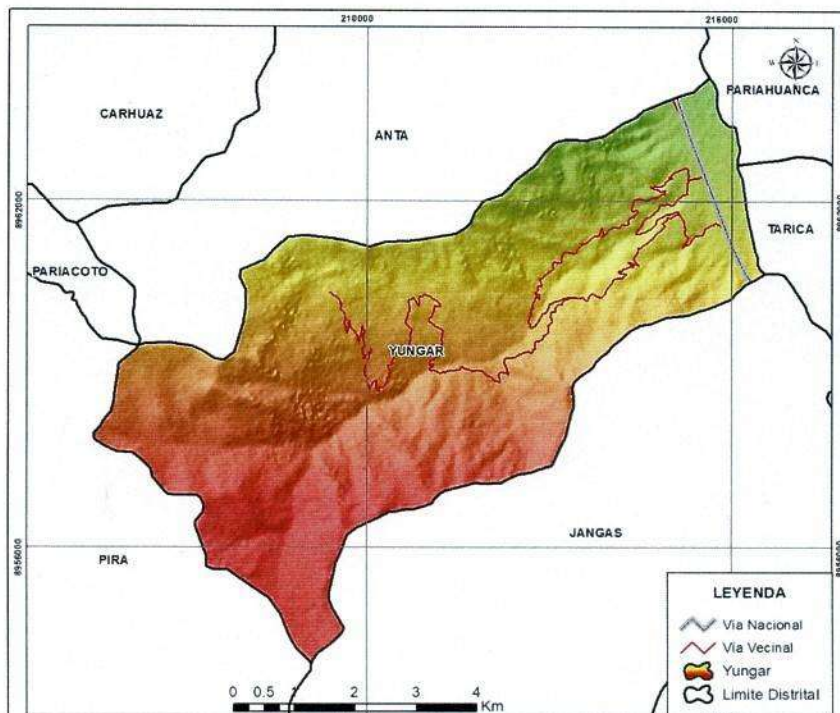 210000
216000
N
W
E
S
PARIAHUANCA
CARHUAZ
ANTA
8962000
TARICA
PARIACOTO
YUNGAR
JANGAS
8956000
PIRA
LEYENDA
Via Nacional
Vía Vecinal
Yungar
Limite Distrital
0 0.5 1 2 3 4
Km